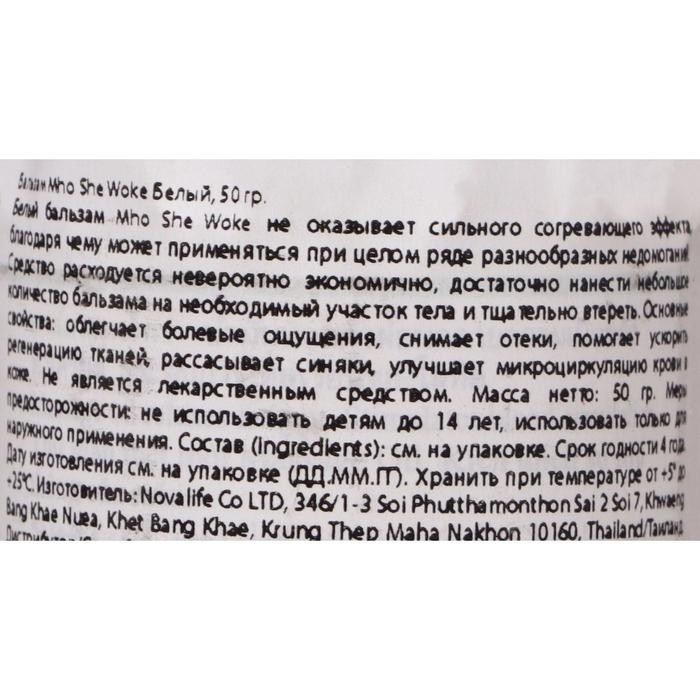 Бальзам Mho She Woke Белый, 50 гр.
Белый бальзам Mho She Woke не оказывает сильного согревающего эффекта,
благодаря чему может применяться при целом ряде разнообразных недомоганий.
Средство расходуется невероятно экономично, достаточно нанести небольшое
количество бальзама на необходимый участок тела и тщательно втереть. Основные
свойства: облегчает болевые ощущения, снимает отеки, помогает ускорить
регенерацию тканей, рассасывает синяки, улучшает микроциркуляцию крови в
коже. Не является лекарственным средством. Масса нетто: 50 гр. Меры
предосторожности: не использовать детям до 14 лет, использовать только для
наружного применения. Состав (Ingredients): см. на упаковке. Срок годности 4 года.
Дату изготовления см. на упаковке (ДД.ММ.ГГ). Хранить при температуре от +5° до
+25°С. Изготовитель: Novalife Co LTD, 346/1-3 Soi Phutthamonthon Sai 2 Soi 7, Khwaeng
Bang Khae Nuea, Khet Bang Khae, Krung Thep Maha Nakhon 10160, Thailand/Таиланд.